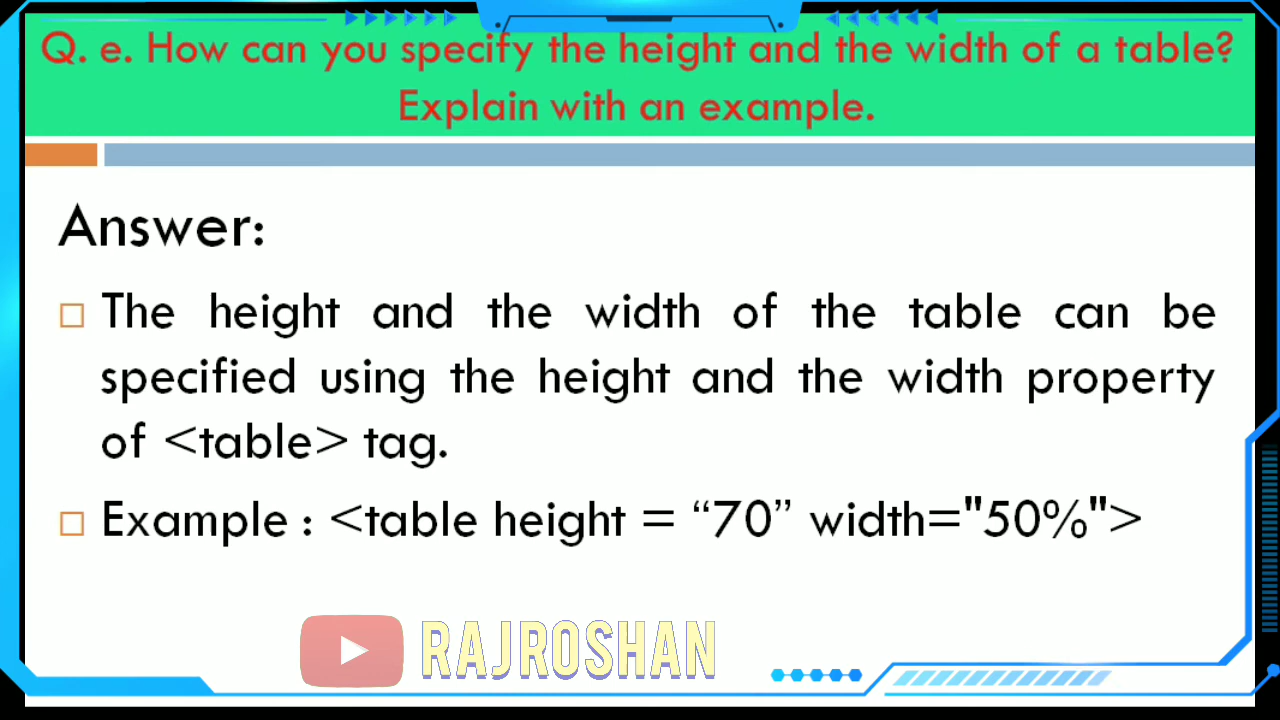 Q. e. How can you specify the height and the width of a table?
Explain with an example.
Answer:
The height and the width of the table can be
specified using the height and the width property
of <table> tag.
Example : <table height = “70” width="50%">
RAJROSHAN